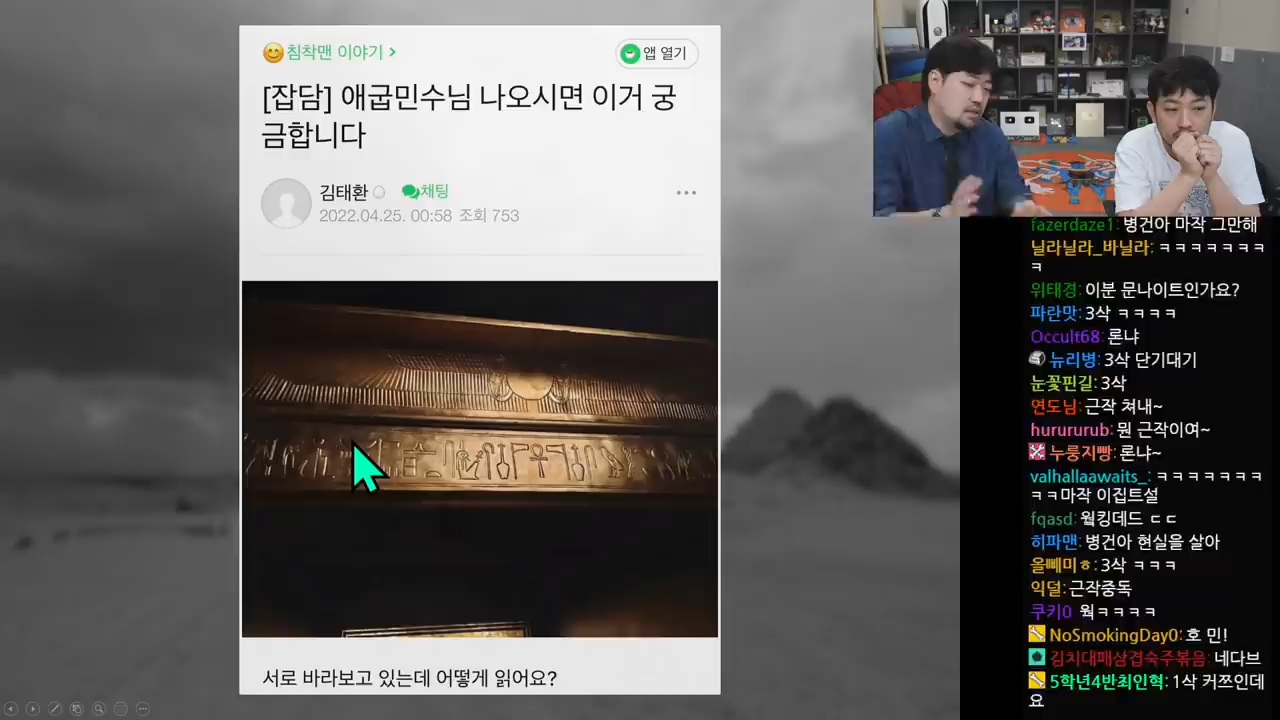 침착맨 이야기 >
앱 열기
[잡담] 애굽민수님 나오시면 이거 궁
금합니다
김태환
채팅
2022.04.25. 00:58 조회 753
서로 바라보고 있는데 어떻게 읽어요?
fazerdaze1: 병건아 마작 그만해
닐라닐라_바닐라: ㅋㅋㅋㅋㅋㅋㅋ
ㅋ
위태경: 이분 문나이트인가요?
파란맛: 3삭 ㅋㅋㅋㅋ
Occult68: 론냐
뉴리병: 3삭 단기대기
눈꽃핀길: 3삭
연도님: 근작 쳐내~
hurururub: 뭔 근작이여~
누룽지빵: 론냐~
valhallaawaits_: ㅋㅋㅋㅋㅋㅋㅋ
ㅋㅋ마작 이집트설
fqasd: 웤킹데드 ㄷㄷ
히파맨: 병건아 현실을 살아
올빼미ㅎ: 3삭 ㅋㅋㅋ
익덜: 근작중독
쿠키0 웤ㅋㅋㅋㅋ
NoSmokingDay0: 호 민!
김치대패삼겹숙주볶음: 네다브
5학년4반최인혁: 1삭 커쯔인데
요